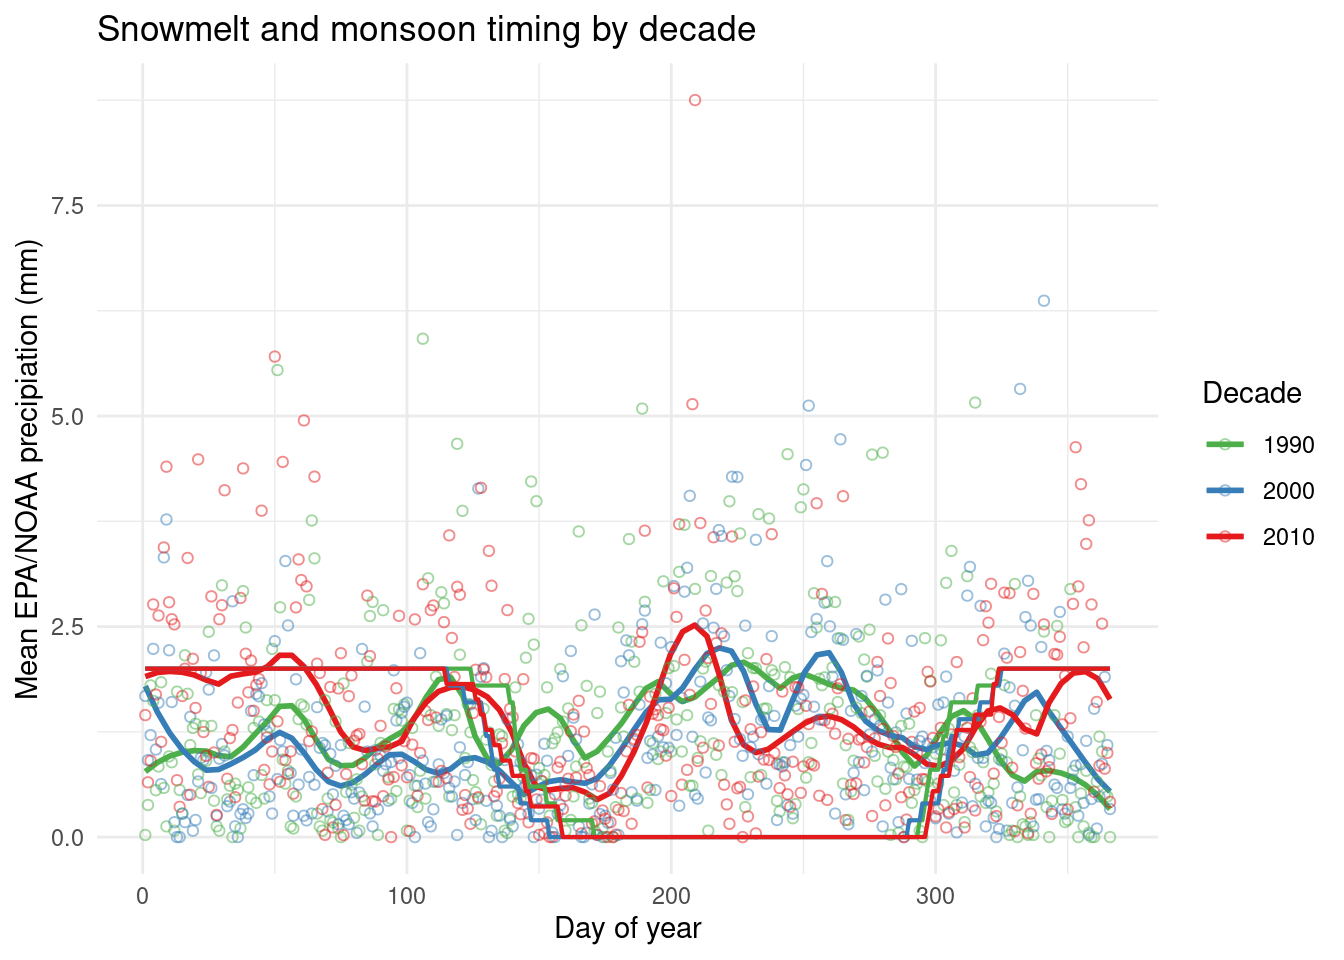 Snowmelt and monsoon timing by decade
Mean EPA/NOAA precipiation (mm)
7.5
5.0
2.5
0.0
0
100
200
300
Day of year
Decade
1990
2000
2010